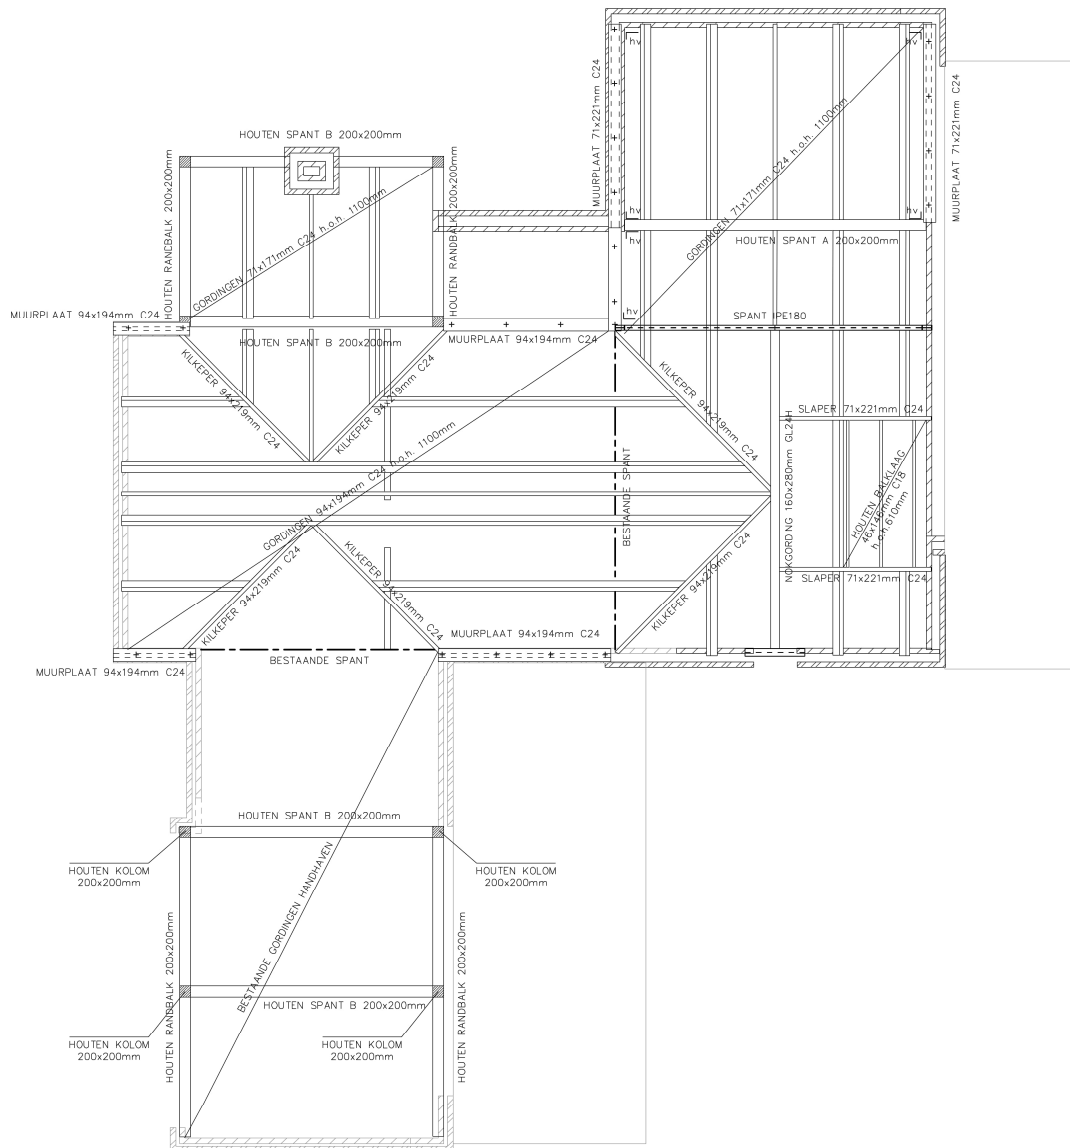 HOUTEN SPANT B 200x200mm
HOUTEN RANDBALK 200x200mm
HOUTEN RANDBALK 200x200mm
GORDINGEN 71x171mm C24 h.o.h. 1100mm
MUURPLAAT 71x221mm C24
hv
hv
GORDINGEN 71x171mm C24 h.o.h. 1100mm
MUURPLAAT 71x221mm C24
hv
hv
hv
HOUTEN SPANT A 200x200mm
hv
SPANT IPE180
MUURPLAAT 94x194mm C24
HOUTEN SPANT B 200x200mm
MUURPLAAT 94x194mm C24
KILKEPER 94x219mm C24
KILKEPER 94x219mm C24
KILKEPER 94x219mm C24
GORDINGEN 94x194mm C24 h.o.h. 1100mm
BESTAANDE SPANT
NOKGORDING 160x280mm GL24H
SLAPER 71x221mm C24
HOUTEN BALKLAAG
46x146mm C18
h.o.h.610mm
SLAPER 71x221mm C24
KILKEPER 94x219mm C24
KILKEPER 94x219mm C24
KILKEPER 94x219mm C24
MUURPLAAT 94x194mm C24
BESTAANDE SPANT
MUURPLAAT 94x194mm C24
HOUTEN SPANT B 200x200mm
HOUTEN KOLOM
200x200mm
HOUTEN KOLOM
200x200mm
BESTAANDE GORDINGEN HANDHAVEN
HOUTEN RANDBALK 200x200mm
HOUTEN RANDBALK 200x200mm
HOUTEN SPANT B 200x200mm
HOUTEN KOLOM
200x200mm
HOUTEN KOLOM
200x200mm